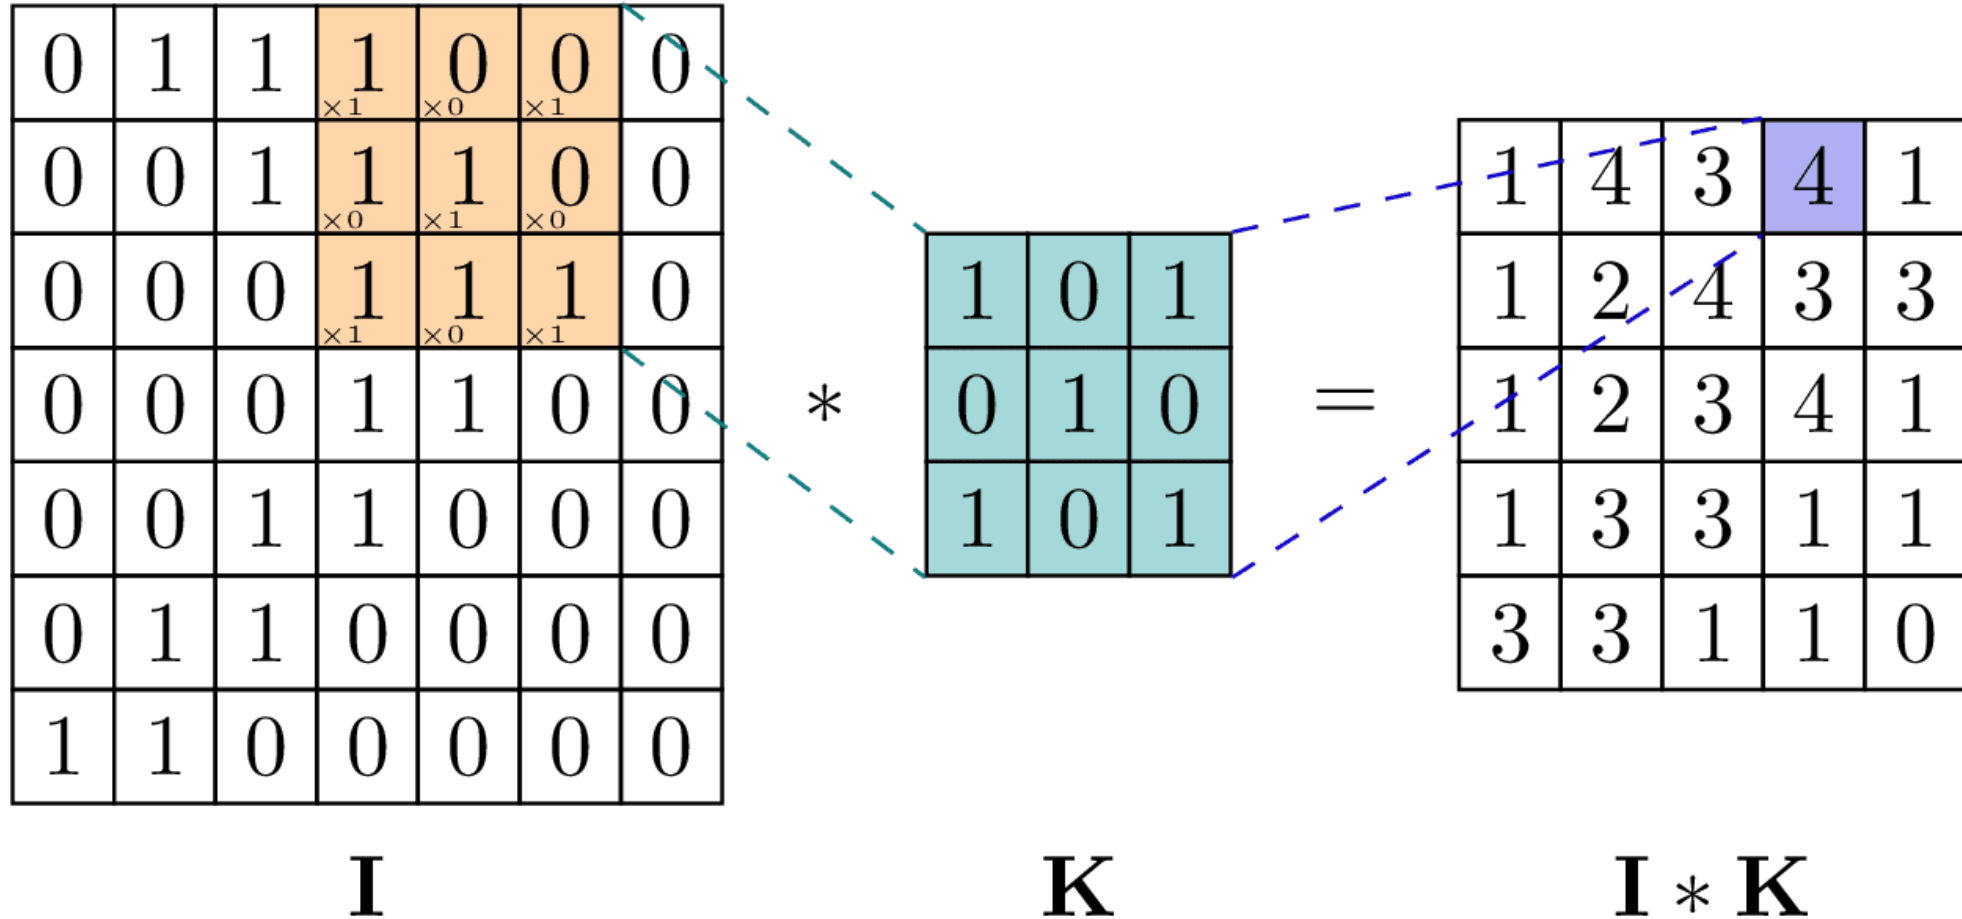 0 1 1 1 0 0 0
×1 ×0 ×1
0 0 1 1 1 0 0
×0 ×1 ×0
0 0 0 1 1 1 0
×1 ×0 ×1
0 0 0 1 1 0 0
0 0 1 1 0 0 0
0 1 1 0 0 0 0
1 1 0 0 0 0 0
I
*
1 0 1
0 1 0
1 0 1
K
=
1 4 3 4 1
1 2 4 3 3
1 2 3 4 1
1 3 3 1 1
3 3 1 1 0
I * K